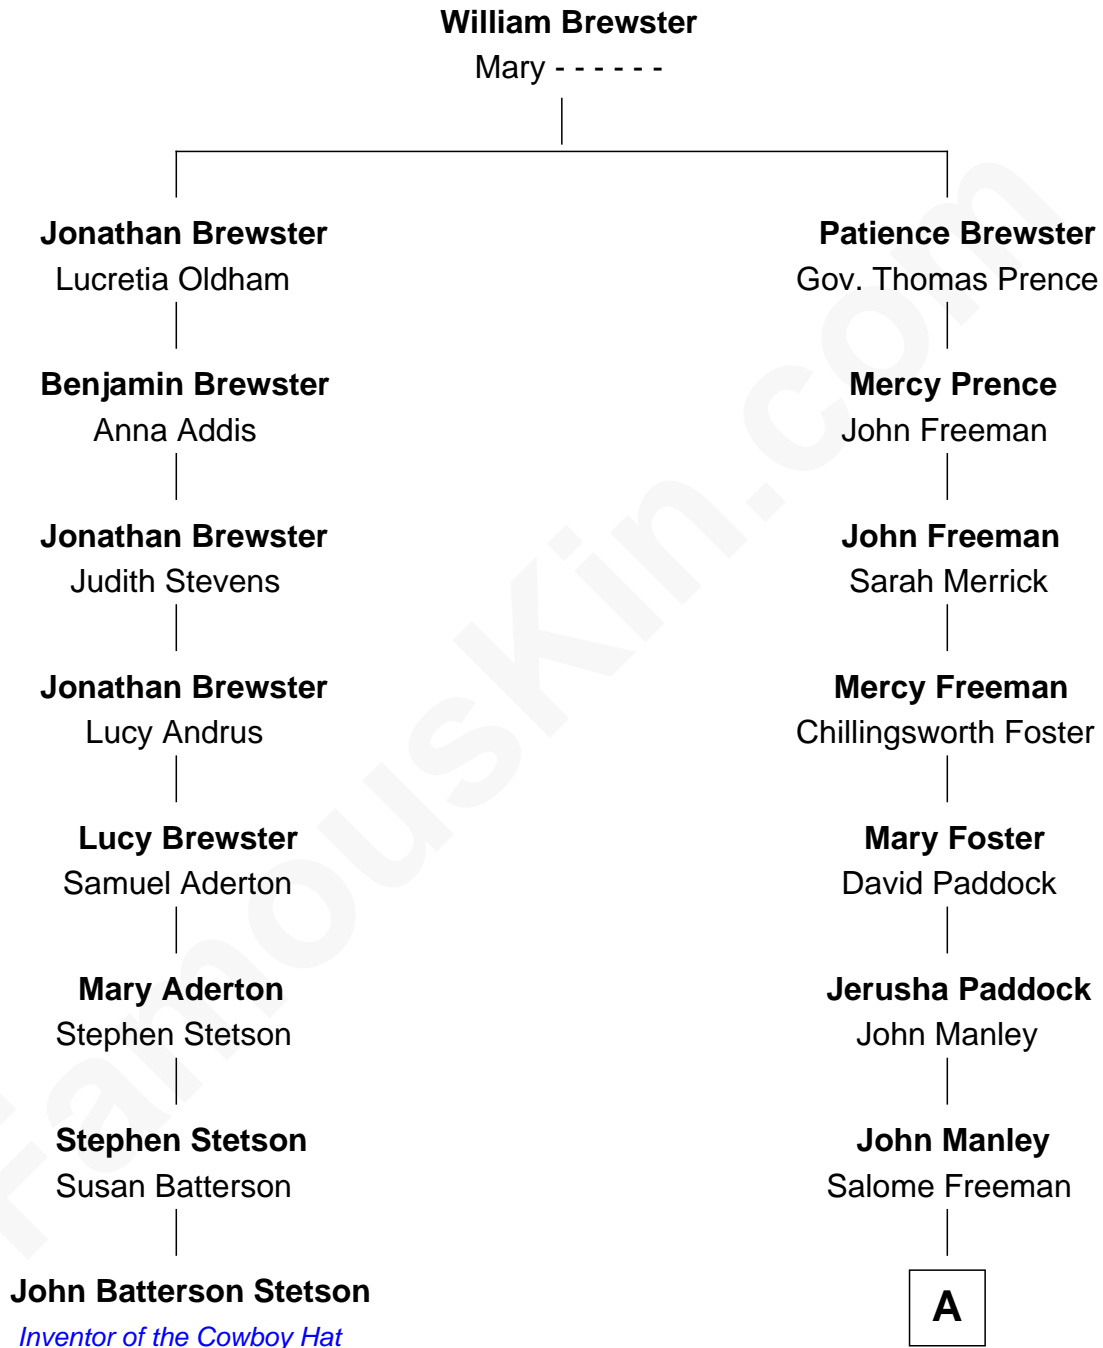 William Brewster
Mary - - - - - -
Jonathan Brewster
Lucretia Oldham
Patience Brewster
Gov. Thomas Prence
Benjamin Brewster
Anna Addis
Mercy Prence
John Freeman
Jonathan Brewster
Judith Stevens
John Freeman
Sarah Merrick
Jonathan Brewster
Lucy Andrus
Mercy Freeman
Chillingsworth Foster
Lucy Brewster
Samuel Aderton
Mary Foster
David Paddock
Mary Aderton
Stephen Stetson
Jerusha Paddock
John Manley
Stephen Stetson
Susan Batterson
John Manley
Salome Freeman
John Batterson Stetson
Inventor of the Cowboy Hat
A
FamousKin.com